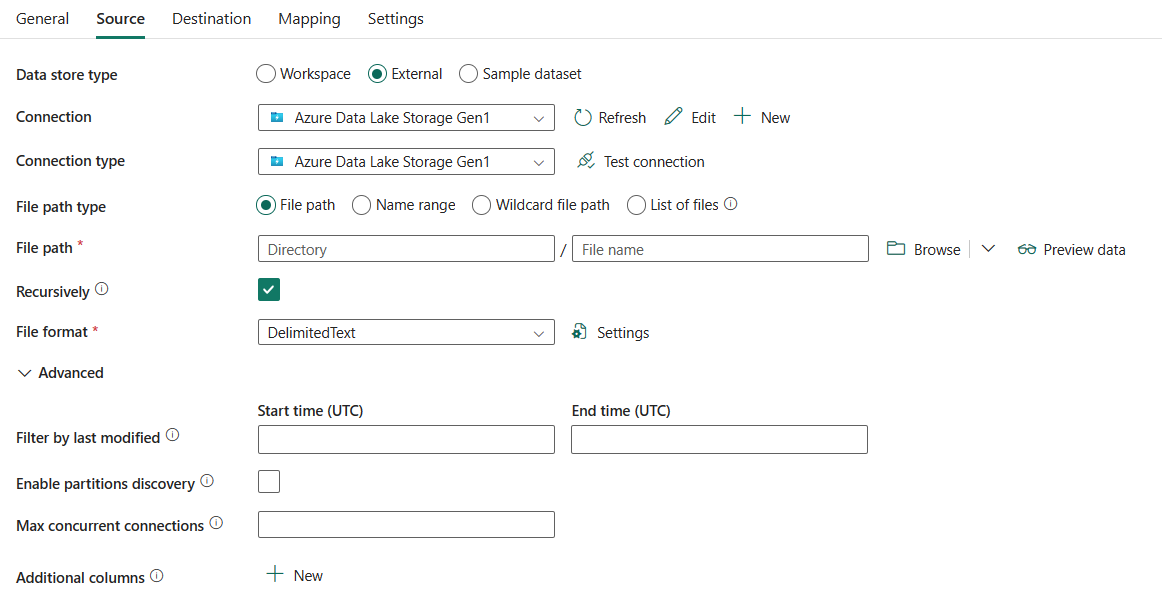 General Source Destination Mapping Settings
Data store type Workspace External Sample dataset
Connection Azure Data Lake Storage Gen1 Refresh Edit New
Connection type Azure Data Lake Storage Gen1 Test connection
File path type File path Name range Wildcard file path List of files
File path * Directory / File name Browse Preview data
Recursively
File format * DelimitedText Settings
Advanced
Start time (UTC) End time (UTC)
Filter by last modified
Enable partitions discovery
Max concurrent connections
Additional columns New